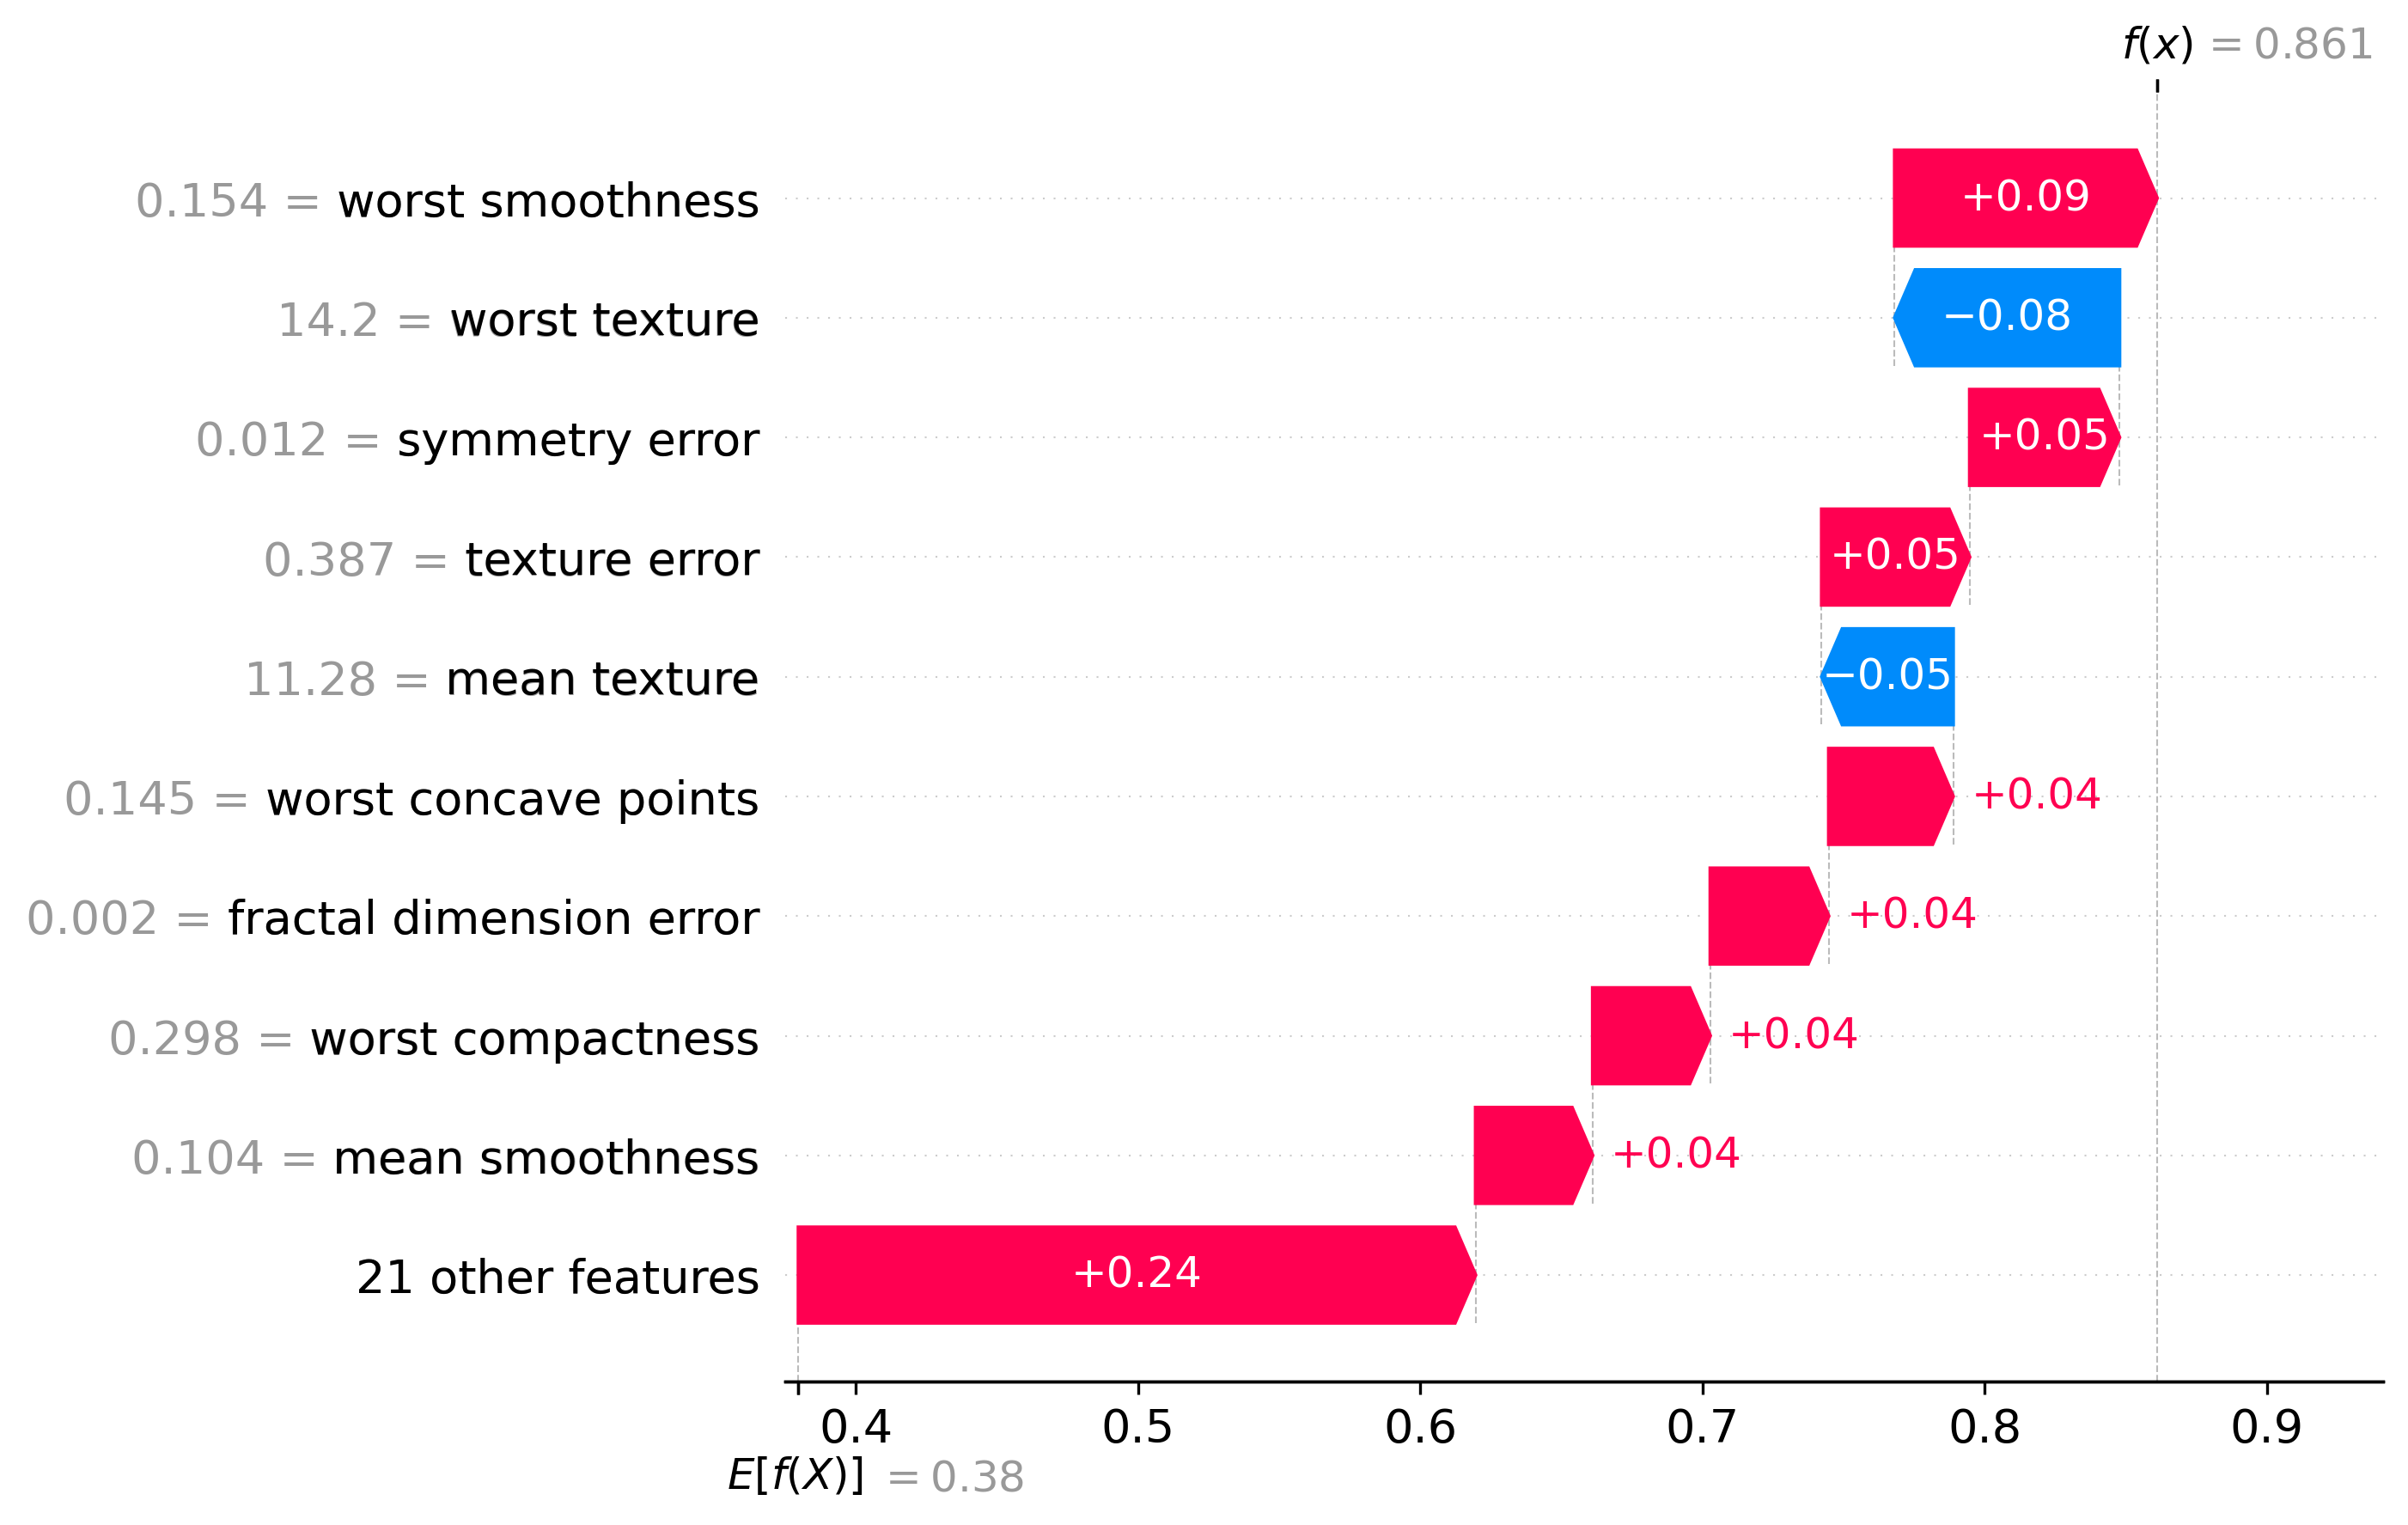 f(x) = 0.861
0.154 = worst smoothness +0.09
14.2 = worst texture −0.08
0.012 = symmetry error +0.05
0.387 = texture error +0.05
11.28 = mean texture −0.05
0.145 = worst concave points +0.04
0.002 = fractal dimension error +0.04
0.298 = worst compactness +0.04
0.104 = mean smoothness +0.04
21 other features +0.24
0.4 0.5 0.6 0.7 0.8 0.9
E[f(X)] = 0.38